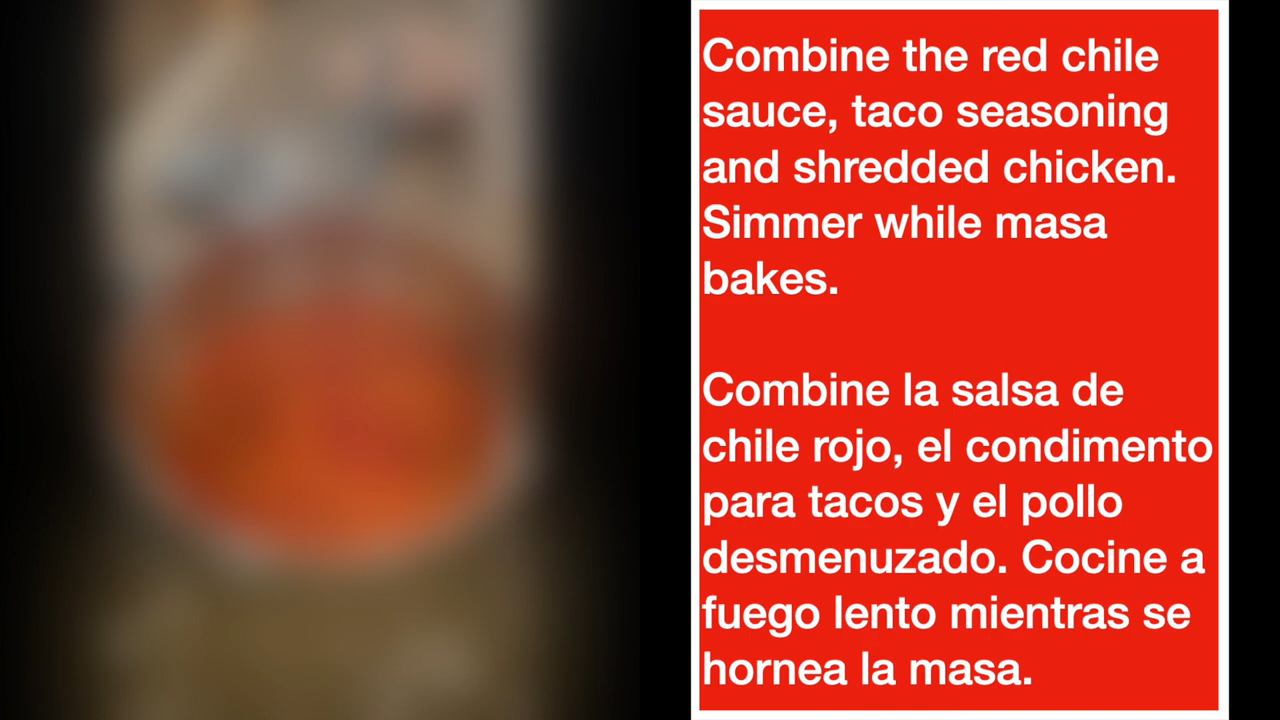 Combine the red chile
sauce, taco seasoning
and shredded chicken.
Simmer while masa
bakes.
Combine la salsa de
chile rojo, el condimento
para tacos y el pollo
desmenuzado. Cocine a
fuego lento mientras se
hornea la masa.